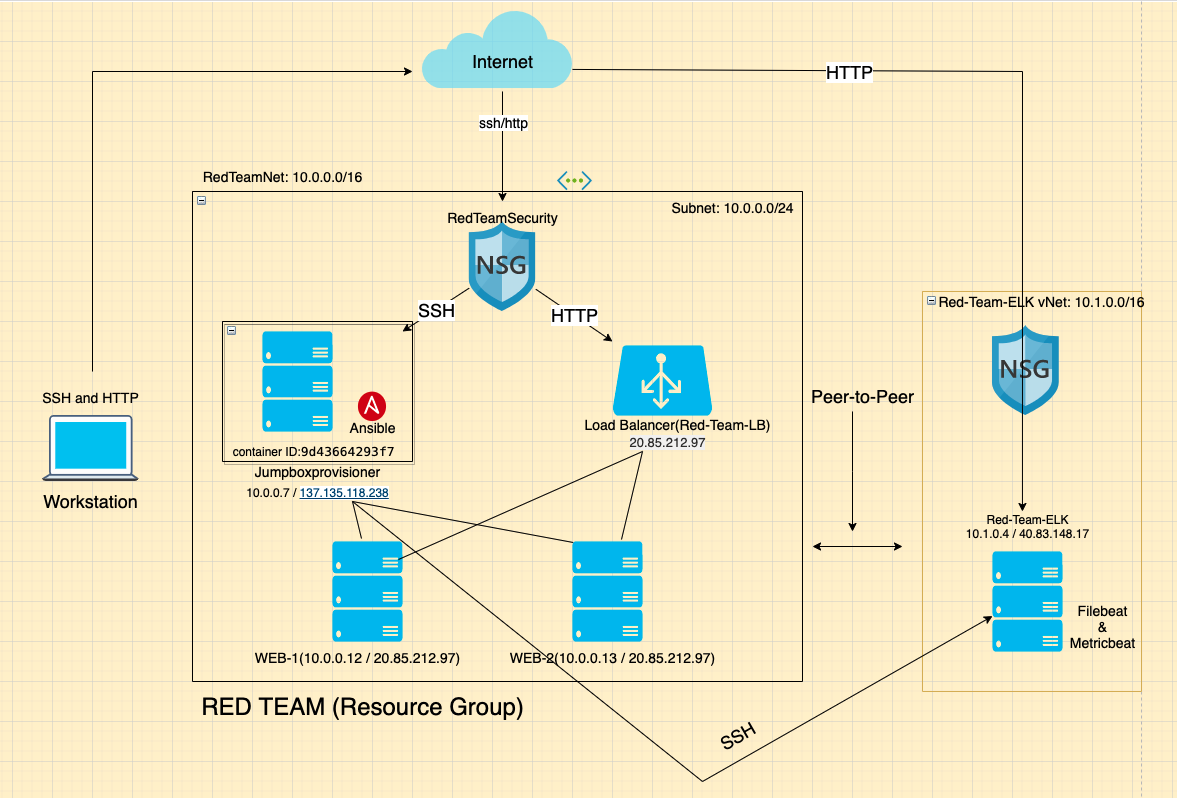 Internet
HTTP
ssh/http
RedTeamNet: 10.0.0.0/16
Subnet: 10.0.0.0/24
RedTeamSecurity
NSG
SSH
HTTP
Red-Team-ELK vNet: 10.1.0.0/16
NSG
SSH and HTTP
Workstation
Ansible
container ID:9d43664293f7
Jumpboxprovisioner
10.0.0.7 / 137.135.118.238
Load Balancer(Red-Team-LB)
20.85.212.97
Peer-to-Peer
Red-Team-ELK
10.1.0.4 / 40.83.148.17
Filebeat
&
Metricbeat
WEB-1(10.0.0.12 / 20.85.212.97)
WEB-2(10.0.0.13 / 20.85.212.97)
RED TEAM (Resource Group)
SSH